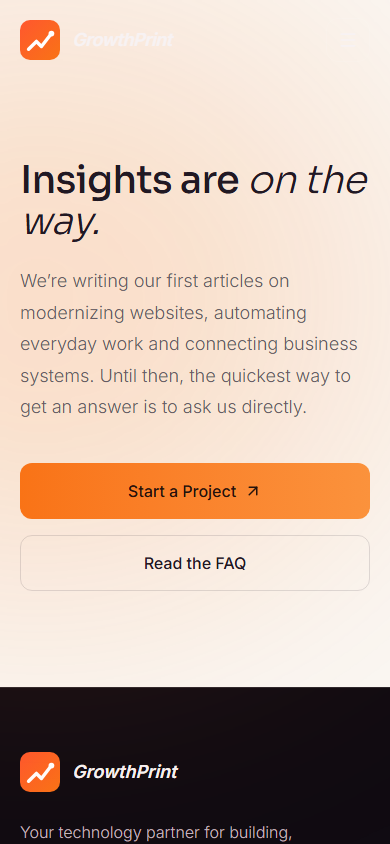 GrowthPrint
Insights are on the
way.
We’re writing our first articles on
modernizing websites, automating
everyday work and connecting business
systems. Until then, the quickest way to
get an answer is to ask us directly.
Start a Project
Read the FAQ
GrowthPrint
Your technology partner for building,